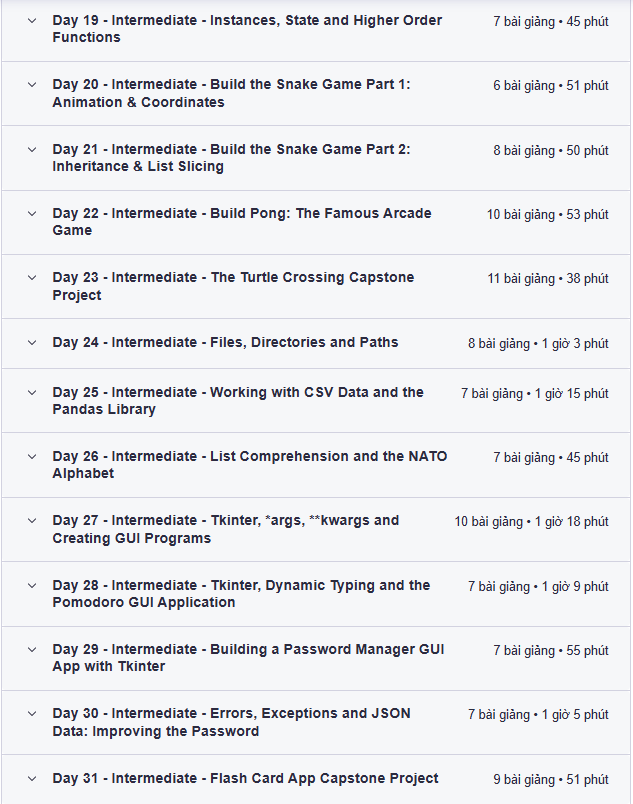 Day 19 - Intermediate - Instances, State and Higher Order
Functions
7 bài giảng • 45 phút
Day 20 - Intermediate - Build the Snake Game Part 1:
Animation & Coordinates
6 bài giảng • 51 phút
Day 21 - Intermediate - Build the Snake Game Part 2:
Inheritance & List Slicing
8 bài giảng • 50 phút
Day 22 - Intermediate - Build Pong: The Famous Arcade
Game
10 bài giảng • 53 phút
Day 23 - Intermediate - The Turtle Crossing Capstone
Project
11 bài giảng • 38 phút
Day 24 - Intermediate - Files, Directories and Paths
8 bài giảng • 1 giờ 3 phút
Day 25 - Intermediate - Working with CSV Data and the
Pandas Library
7 bài giảng • 1 giờ 15 phút
Day 26 - Intermediate - List Comprehension and the NATO
Alphabet
7 bài giảng • 45 phút
Day 27 - Intermediate - Tkinter, *args, **kwargs and
Creating GUI Programs
10 bài giảng • 1 giờ 18 phút
Day 28 - Intermediate - Tkinter, Dynamic Typing and the
Pomodoro GUI Application
7 bài giảng • 1 giờ 9 phút
Day 29 - Intermediate - Building a Password Manager GUI
App with Tkinter
7 bài giảng • 55 phút
Day 30 - Intermediate - Errors, Exceptions and JSON
Data: Improving the Password
7 bài giảng • 1 giờ 5 phút
Day 31 - Intermediate - Flash Card App Capstone Project
9 bài giảng • 51 phút